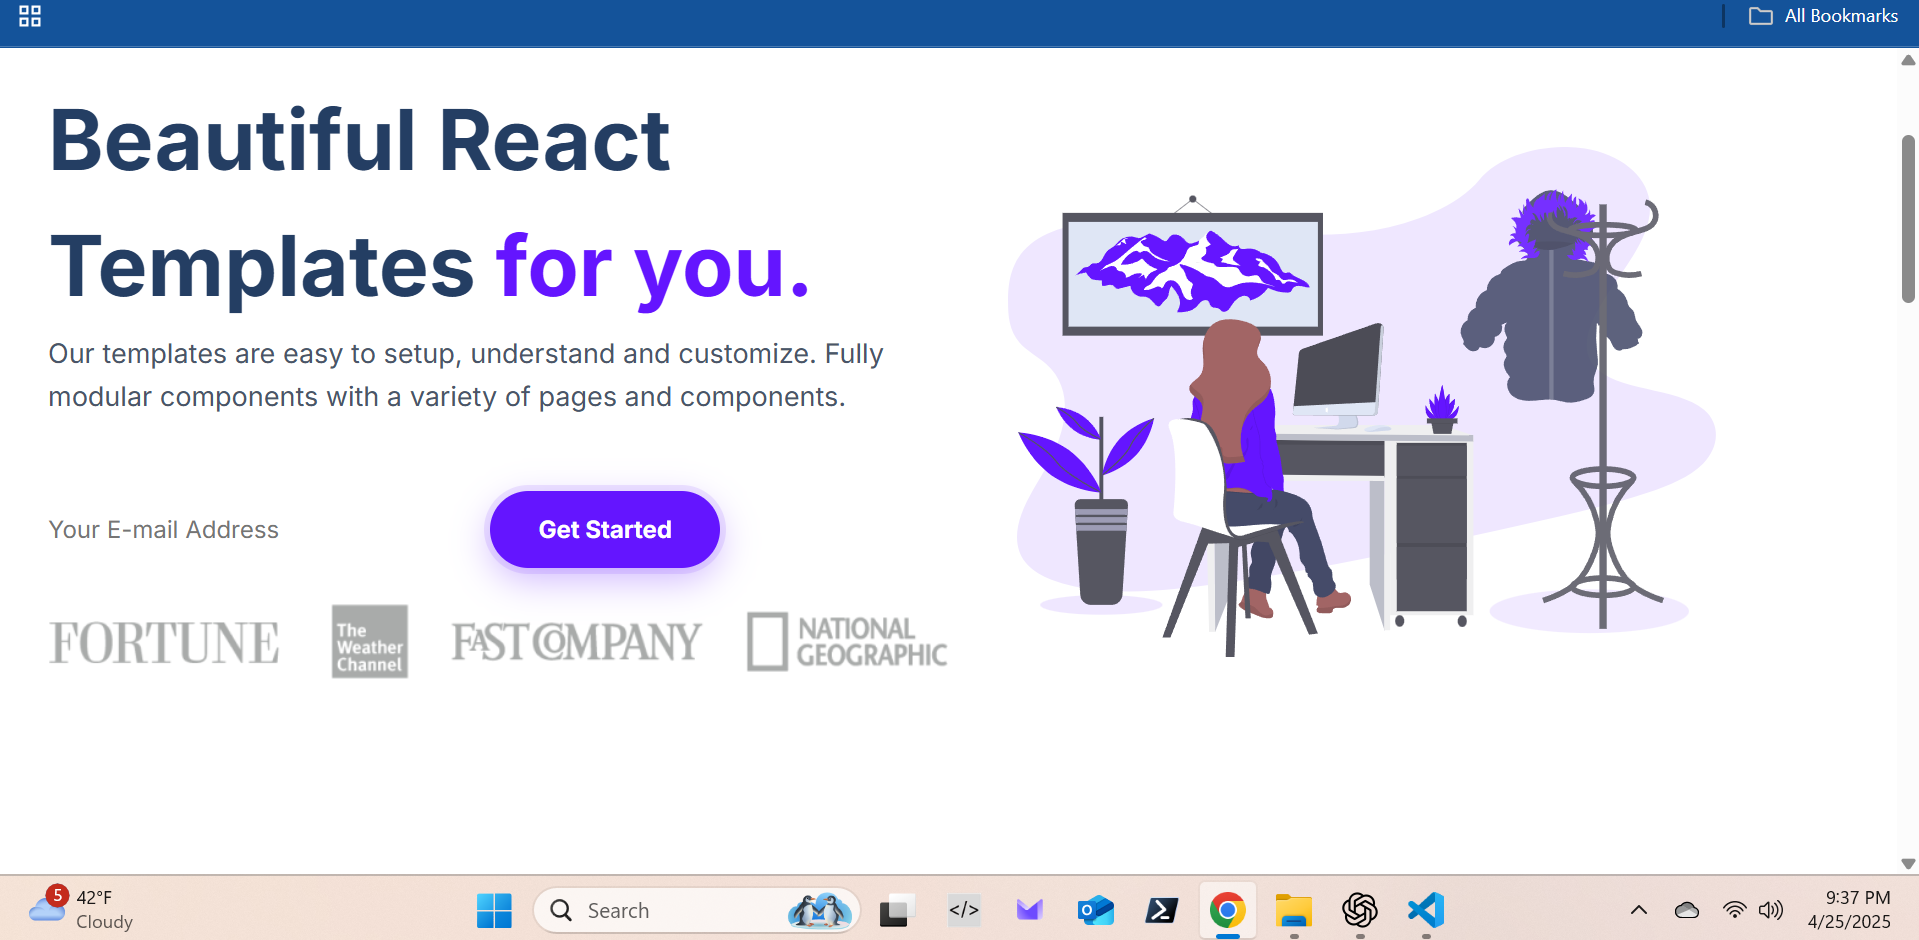 All Bookmarks
Beautiful React
Templates for you.
Our templates are easy to setup, understand and customize. Fully
modular components with a variety of pages and components.
Your E-mail Address
Get Started
FORTUNE
The
Weather
Channel
FAST COMPANY
NATIONAL
GEOGRAPHIC
5
42°F
Cloudy
Search
</>
9:37 PM
4/25/2025